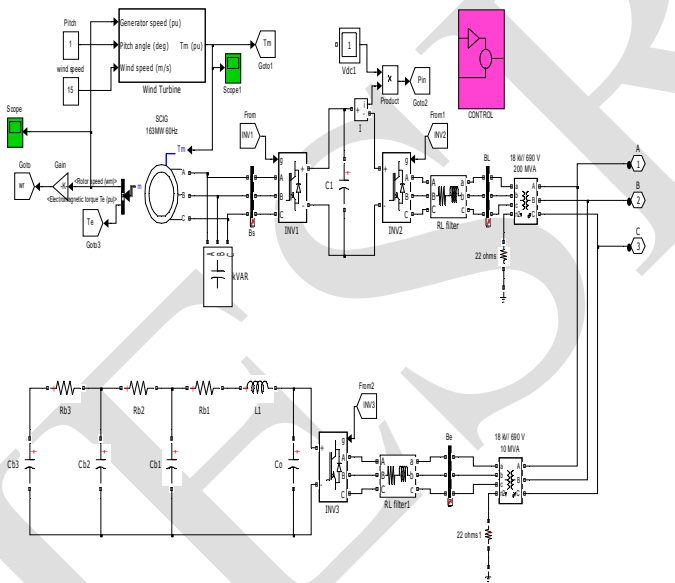 Pitch
1
Generator speed (pu)
Pitch angle (deg)
Tm (pu)
Wind speed (m/s)
Wind Turbine
wind speed
15
Tm
Goto1
Scope1
Scope
1
Vdc1
x
Product
Pin
Goto2
CONTROL
SCIG
163MW 60Hz
Tm
From
INV1
I
From1
INV2
Goto
wr
Gain
-K-
<Rotor speed (wm)>
<Electromagnetic torque Te (pu)>
m
Te
Goto3
A
B
C
Bs
g
A
B
C
+
-
INV1
C1
+
-
g
A
B
C
INV2
A
B
C
a
b
c
RL filter
BL
18 kV/ 690 V
200 MVA
a
b
c
n2
A
B
C
22 ohms
A
1
B
2
C
3
A B C
kVAR
Rb3
Rb2
Rb1
L1
Cb3
Cb2
Cb1
Co
From2
INV3
+
-
g
A
B
C
INV3
A
B
C
a
b
c
RL filter1
Be
18 kV/ 690 V
10 MVA
a
b
c
n2
A
B
C
22 ohms1